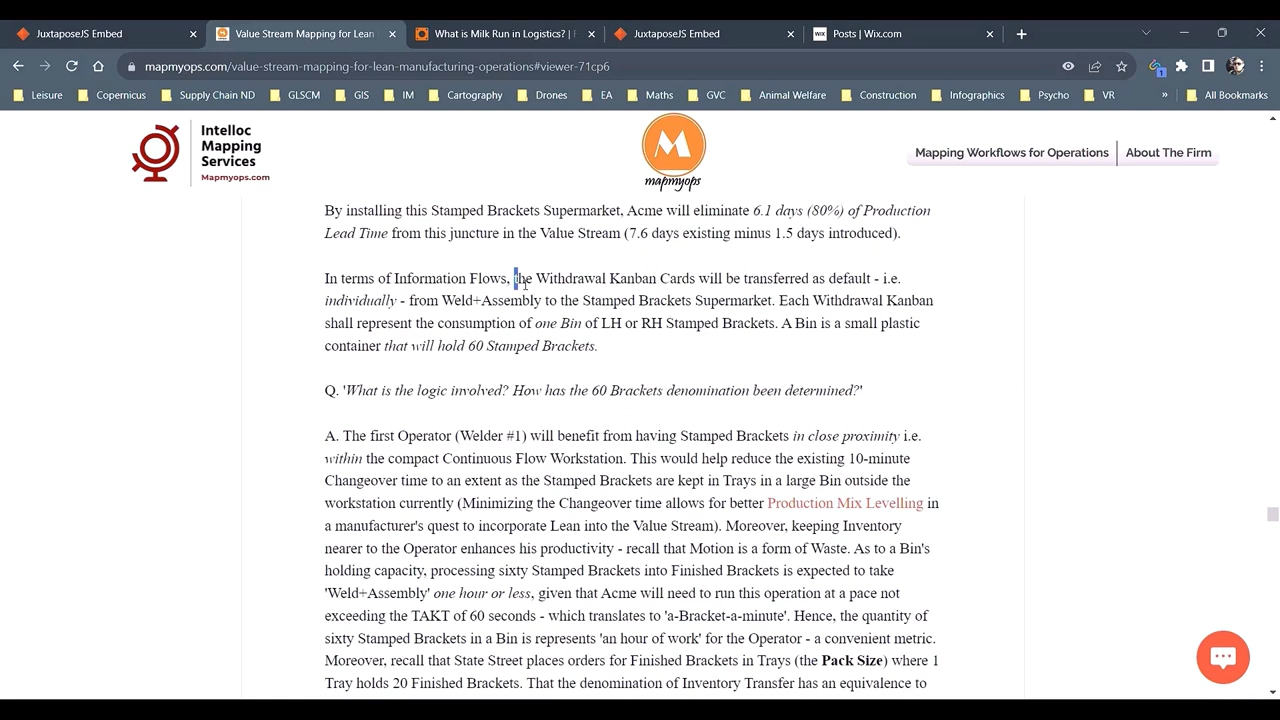 JuxtaposeJS Embed
Value Stream Mapping for Lean
What is Milk Run in Logistics? |
JuxtaposeJS Embed
WIX
Posts | Wix.com
mapmyops.com/value-stream-mapping-for-lean-manufacturing-operations#viewer-71cp6
1
Leisure
Copernicus
Supply Chain ND
GLSCM
GIS
IM
Cartography
Drones
EA
Maths
GVC
Animal Welfare
Construction
Infographics
Psycho
VR
»
All Bookmarks
Intelloc
Mapping
Services
Mapmyops.com
M
mapmyops
Mapping Workflows for Operations
About The Firm
By installing this Stamped Brackets Supermarket, Acme will eliminate 6.1 days (80%) of Production
Lead Time from this juncture in the Value Stream (7.6 days existing minus 1.5 days introduced).
In terms of Information Flows, the Withdrawal Kanban Cards will be transferred as default - i.e.
individually - from Weld+Assembly to the Stamped Brackets Supermarket. Each Withdrawal Kanban
shall represent the consumption of one Bin of LH or RH Stamped Brackets. A Bin is a small plastic
container that will hold 60 Stamped Brackets.
Q. 'What is the logic involved? How has the 60 Brackets denomination been determined?'
A. The first Operator (Welder #1) will benefit from having Stamped Brackets in close proximity i.e.
within the compact Continuous Flow Workstation. This would help reduce the existing 10-minute
Changeover time to an extent as the Stamped Brackets are kept in Trays in a large Bin outside the
workstation currently (Minimizing the Changeover time allows for better Production Mix Levelling in
a manufacturer's quest to incorporate Lean into the Value Stream). Moreover, keeping Inventory
nearer to the Operator enhances his productivity - recall that Motion is a form of Waste. As to a Bin's
holding capacity, processing sixty Stamped Brackets into Finished Brackets is expected to take
'Weld+Assembly' one hour or less, given that Acme will need to run this operation at a pace not
exceeding the TAKT of 60 seconds - which translates to 'a-Bracket-a-minute'. Hence, the quantity of
sixty Stamped Brackets in a Bin is represents 'an hour of work' for the Operator - a convenient metric.
Moreover, recall that State Street places orders for Finished Brackets in Trays (the Pack Size) where 1
Tray holds 20 Finished Brackets. That the denomination of Inventory Transfer has an equivalence to